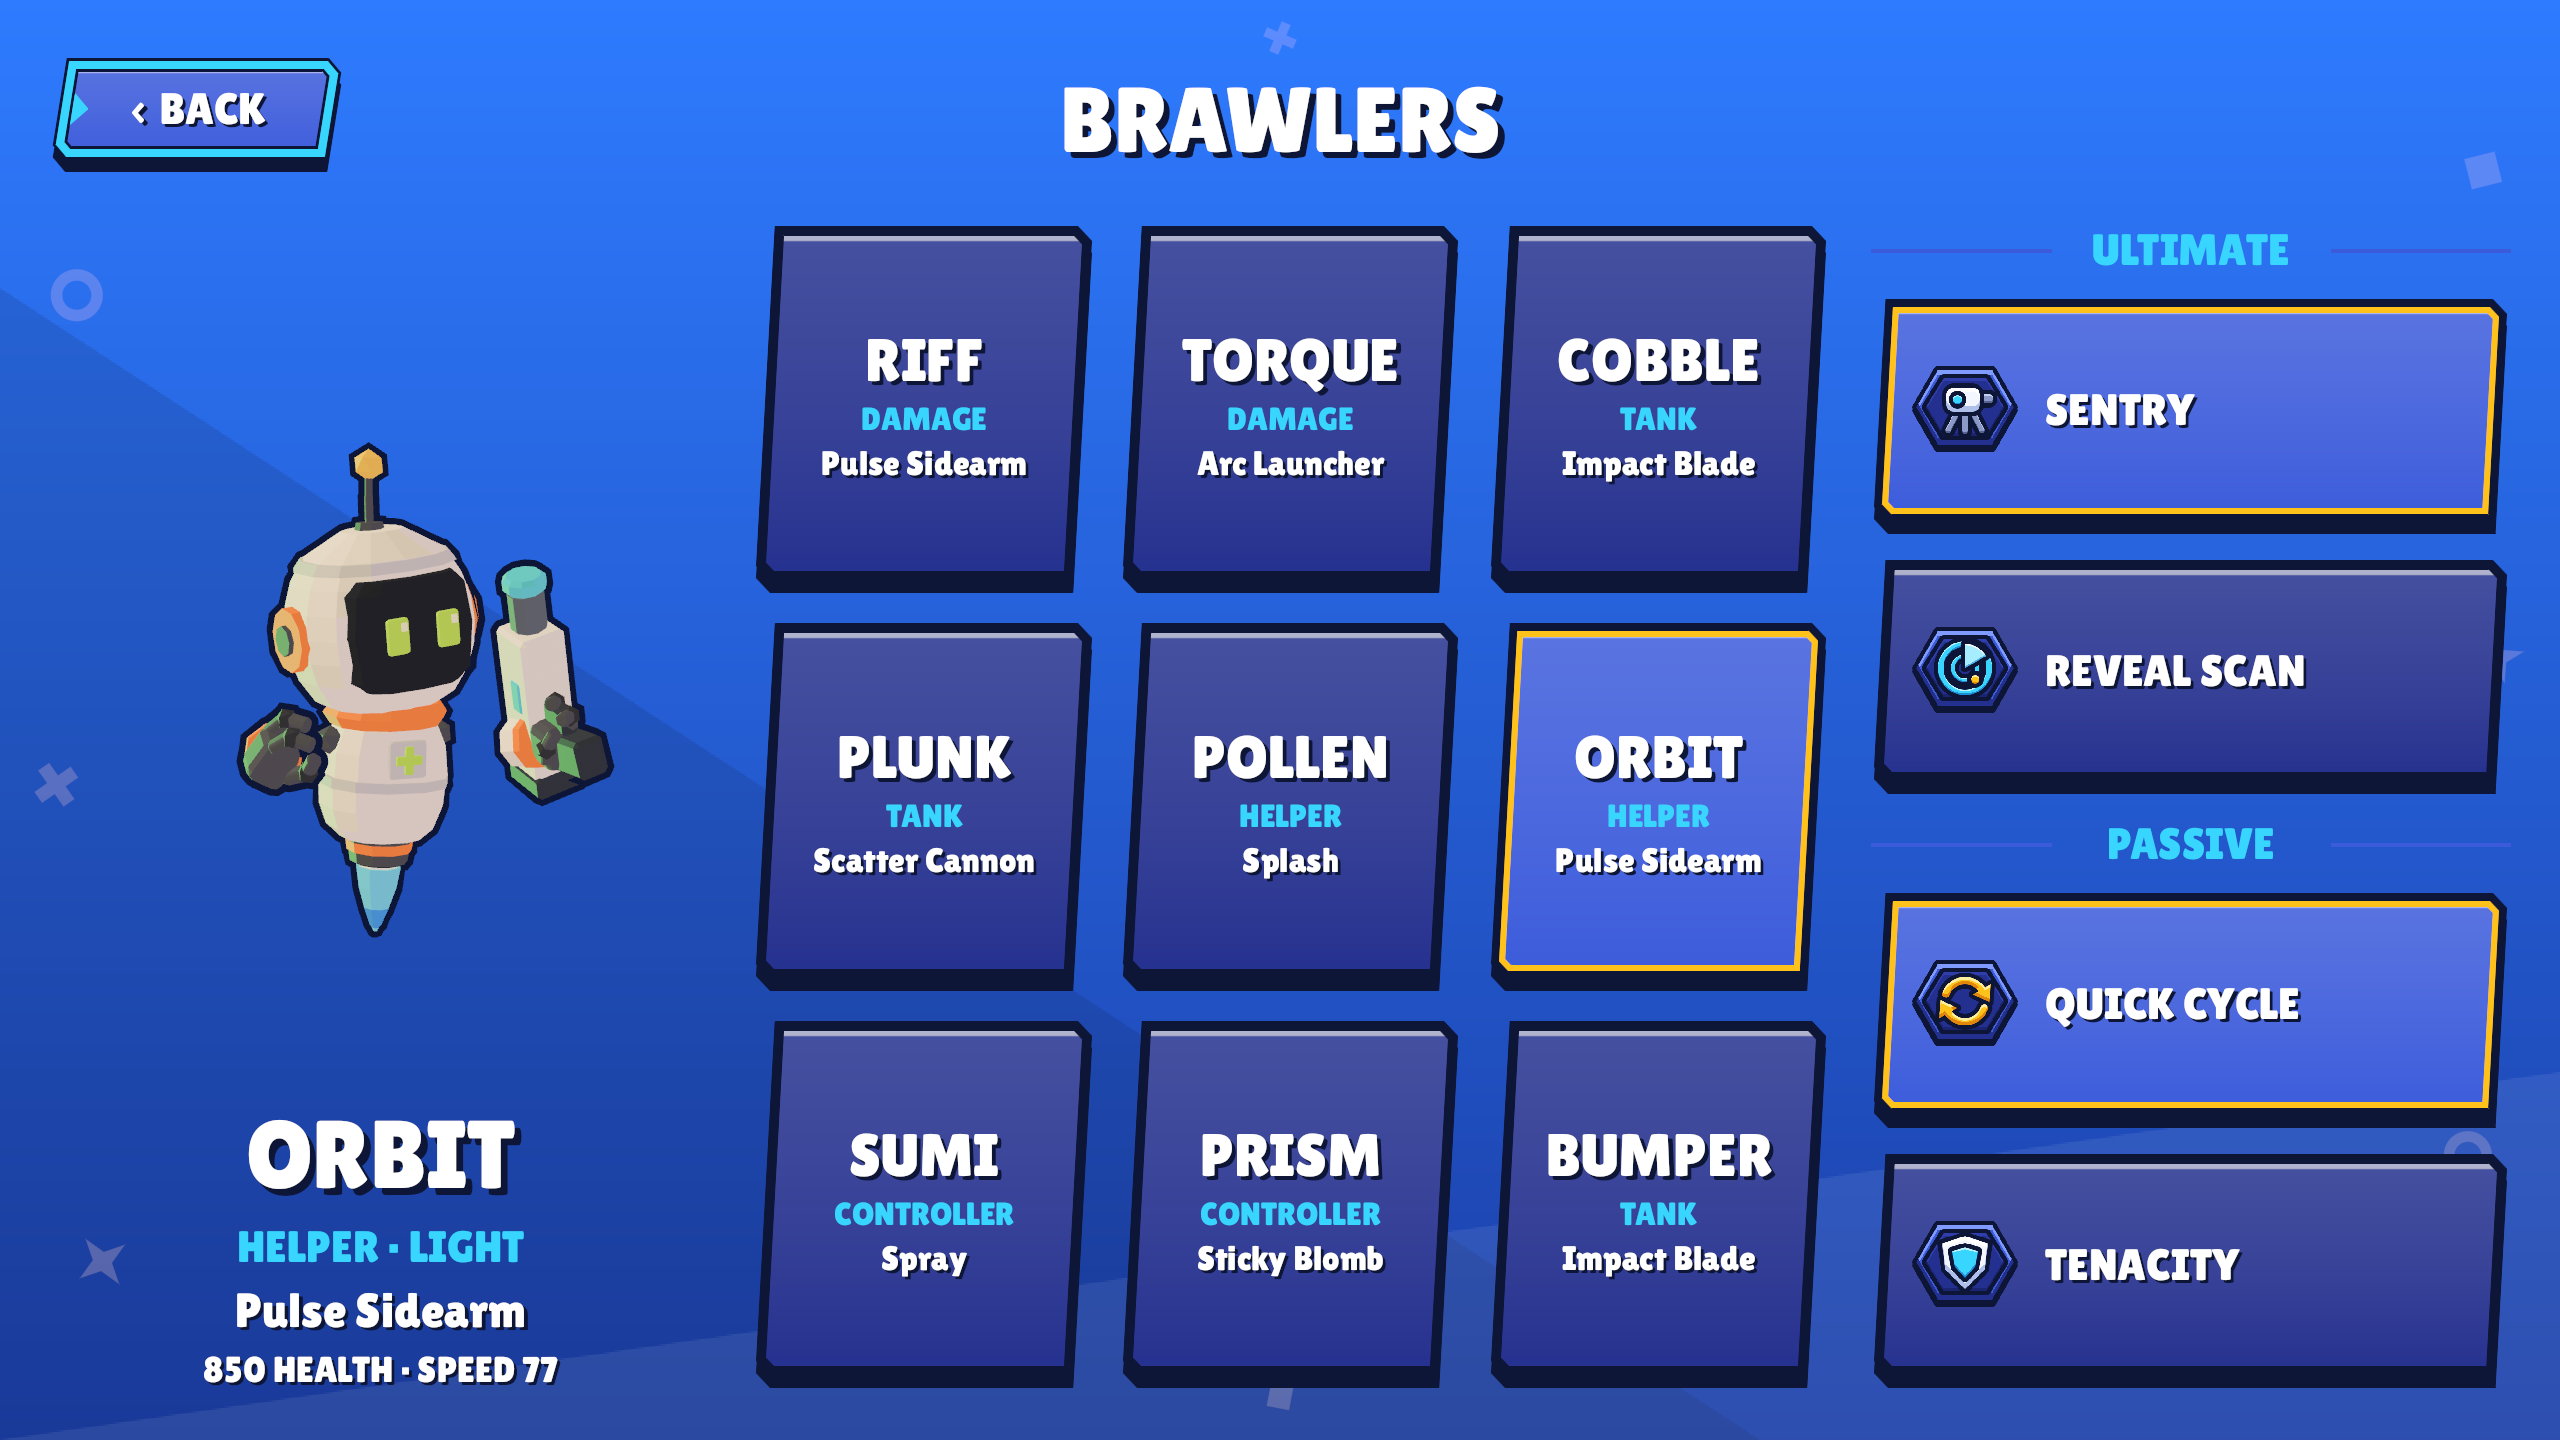 ‹ BACK
BRAWLERS
RIFF
DAMAGE
Pulse Sidearm
TORQUE
DAMAGE
Arc Launcher
COBBLE
TANK
Impact Blade
PLUNK
TANK
Scatter Cannon
POLLEN
HELPER
Splash
ORBIT
HELPER
Pulse Sidearm
SUMI
CONTROLLER
Spray
PRISM
CONTROLLER
Sticky Blomb
BUMPER
TANK
Impact Blade
ULTIMATE
SENTRY
REVEAL SCAN
PASSIVE
QUICK CYCLE
TENACITY
ORBIT
HELPER · LIGHT
Pulse Sidearm
850 HEALTH · SPEED 77